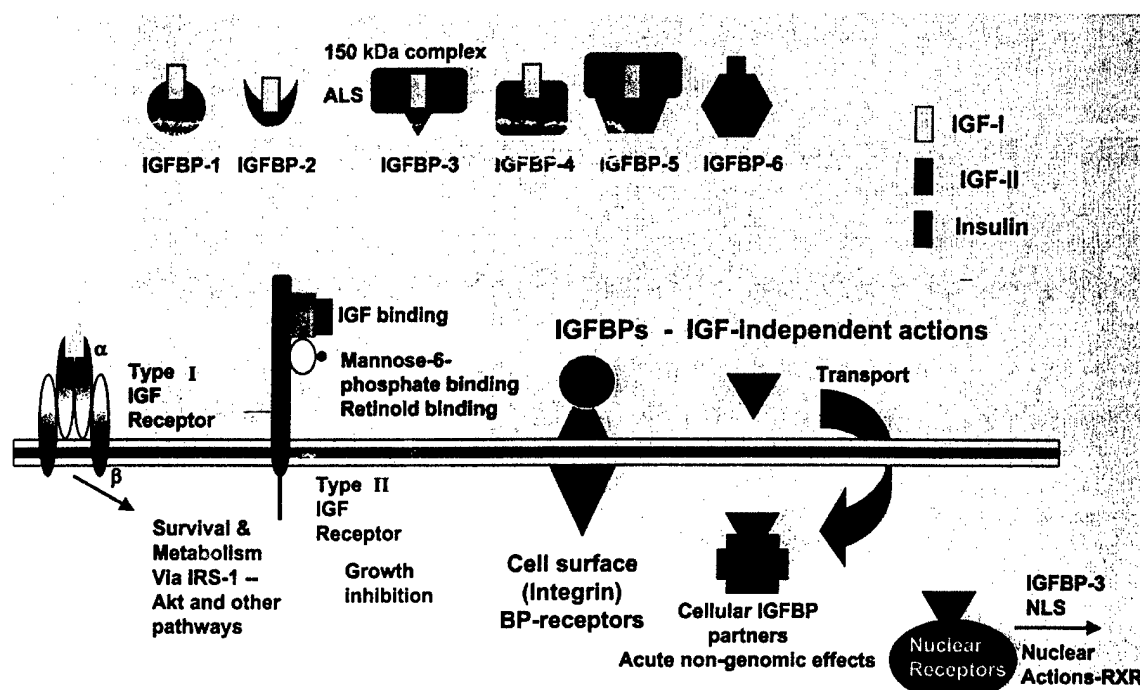 150 kDa complex
ALS
IGFBP-1
IGFBP-2
IGFBP-3
IGFBP-4
IGFBP-5
IGFBP-6
IGF-I
IGF-II
Insulin
IGF binding
Mannose-6-
phosphate binding
Retinoid binding
α
Type I
IGF
Receptor
β
Survival &
Metabolism
Via IRS-1 –
Akt and other
pathways
Type II
IGF
Receptor
Growth
inhibition
IGFBPs - IGF-independent actions
Transport
Cell surface
(Integrin)
BP-receptors
Cellular IGFBP
partners
Acute non-genomic effects
Nuclear
Receptors
IGFBP-3
NLS
Nuclear
Actions-RXR